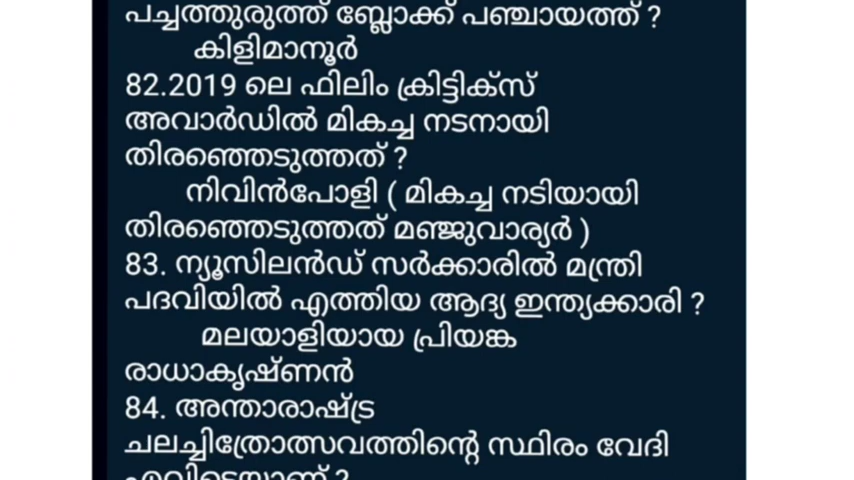 പച്ചത്തുരുത്ത് ബ്ലോക്ക് പഞ്ചായത്ത് ?
കിളിമാനൂർ
82.2019 ലെ ഫിലിം ക്രിട്ടിക്സ്
അവാർഡിൽ മികച്ച നടനായി
തിരഞ്ഞെടുത്തത് ?
നിവിൻപോളി ( മികച്ച നടിയായി
തിരഞ്ഞെടുത്തത് മഞ്ജുവാര്യർ )
83. ന്യൂസിലൻഡ് സർക്കാരിൽ മന്ത്രി
പദവിയിൽ എത്തിയ ആദ്യ ഇന്ത്യക്കാരി ?
മലയാളിയായ പ്രിയങ്ക
രാധാകൃഷ്ണൻ
84. അന്താരാഷ്ട്ര
ചലച്ചിത്രോത്സവത്തിന്റെ സ്ഥിരം വേദി
എവിടെയാണ് ?